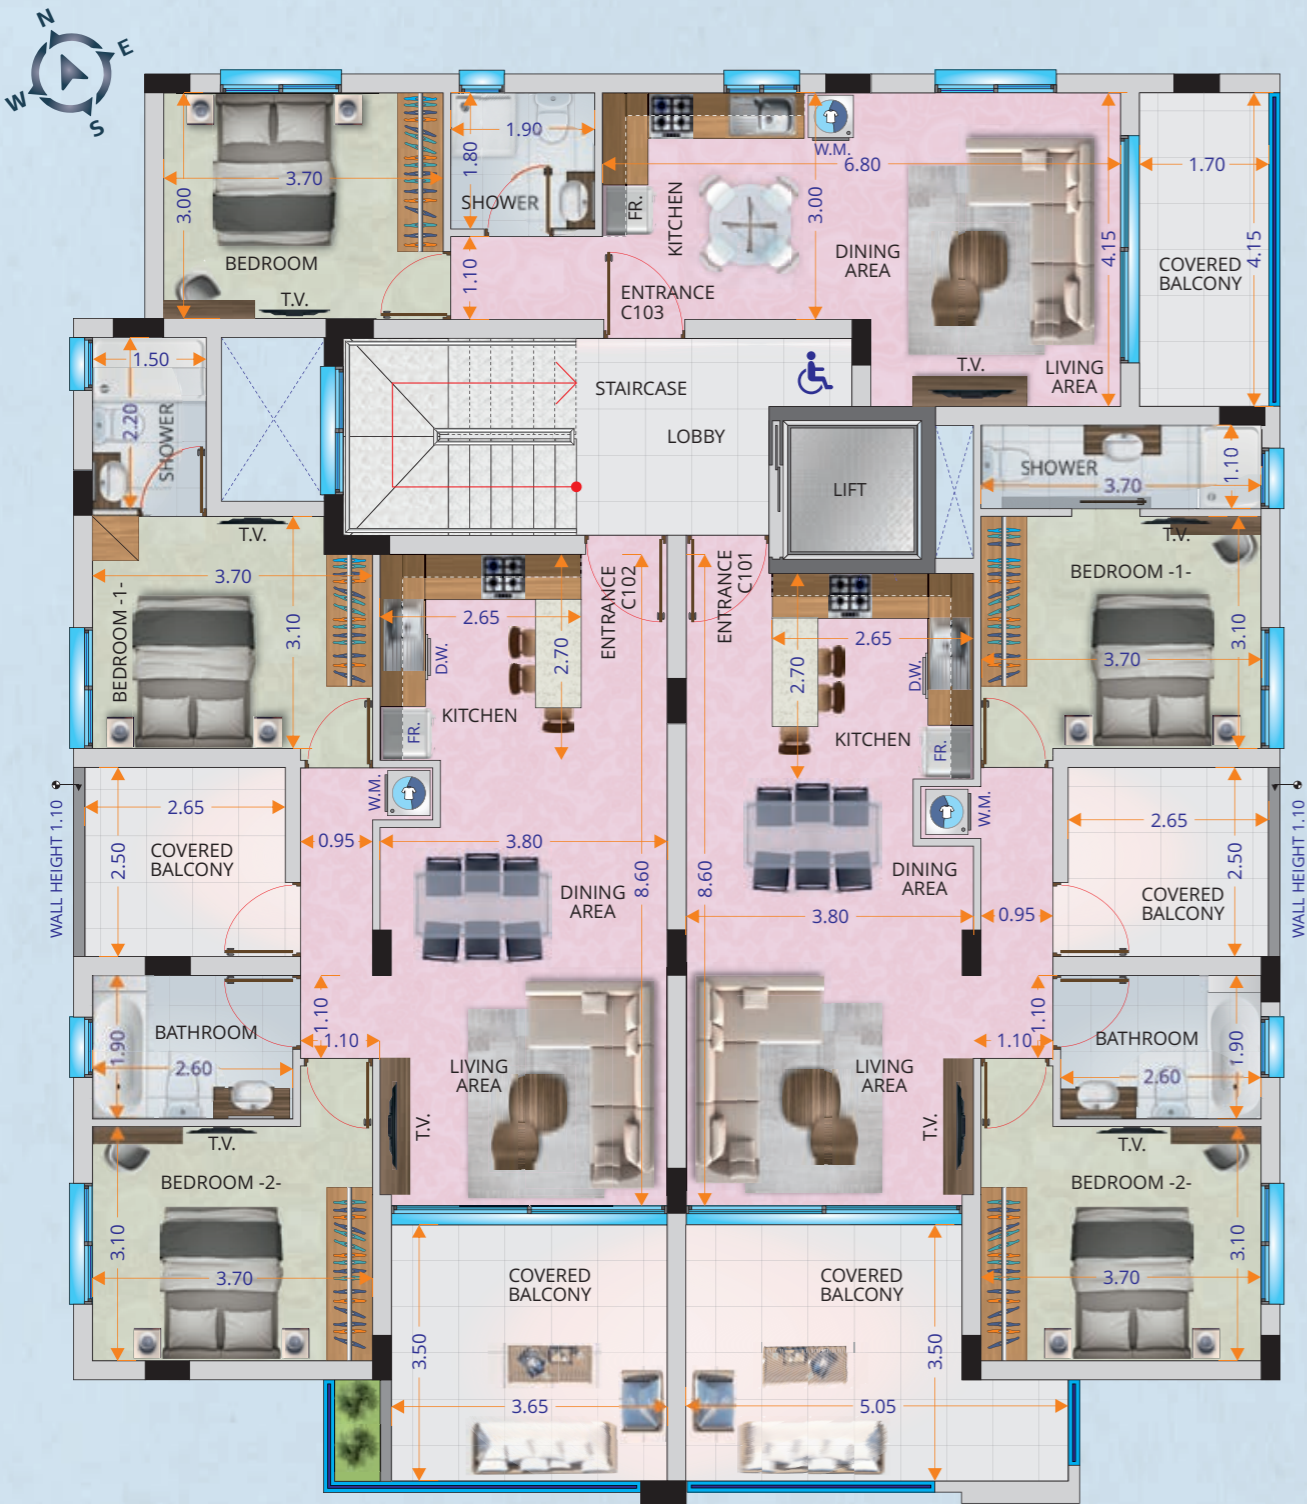 N
E
W
S
3.00
3.70
BEDROOM
T.V.
1.90
1.80
SHOWER
1.10
FR.
KITCHEN
W.M.
6.80
3.00
DINING
AREA
ENTRANCE
C103
4.15
T.V.
LIVING
AREA
1.70
4.15
COVERED
BALCONY
1.50
2.20
SHOWER
STAIRCASE
LOBBY
LIFT
SHOWER
3.70
1.10
T.V.
3.70
3.10
BEDROOM -1-
2.65
2.70
D.W.
KITCHEN
FR.
ENTRANCE
C102
ENTRANCE
C101
2.65
2.70
D.W.
KITCHEN
FR.
T.V.
BEDROOM -1-
3.70
3.10
WALL HEIGHT 1.10
2.65
2.50
COVERED
BALCONY
0.95
W.M.
3.80
8.60
DINING
AREA
8.60
W.M.
DINING
AREA
3.80
0.95
2.65
2.50
COVERED
BALCONY
WALL HEIGHT 1.10
BATHROOM
1.90
2.60
1.10
1.10
LIVING
AREA
T.V.
LIVING
AREA
T.V.
1.10
1.10
BATHROOM
1.90
2.60
T.V.
BEDROOM -2-
3.10
3.70
T.V.
BEDROOM -2-
3.10
3.70
COVERED
BALCONY
3.50
3.65
COVERED
BALCONY
3.50
5.05